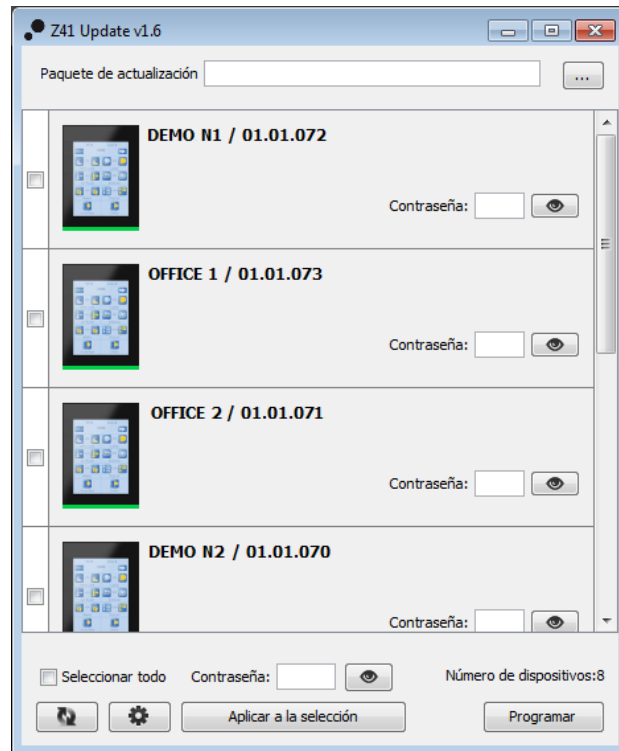 Z41 Update v1.6
Paquete de actualización
...
DEMO N1 / 01.01.072
Contraseña:
OFFICE 1 / 01.01.073
Contraseña:
OFFICE 2 / 01.01.071
Contraseña:
DEMO N2 / 01.01.070
Contraseña:
Seleccionar todo Contraseña: Número de dispositivos:8
Aplicar a la selección Programar